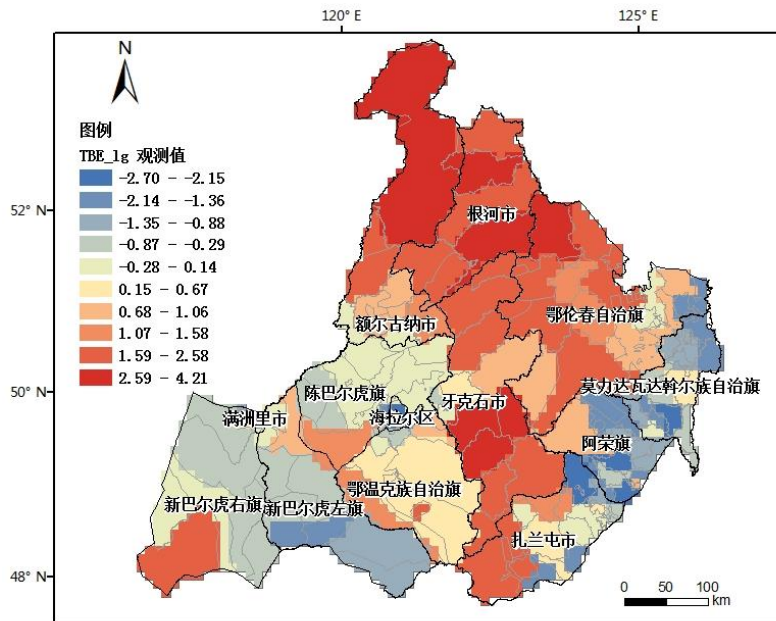 120° E
125° E
N
图例
TBE_lg 观测值
-2.70 - -2.15
-2.14 - -1.36
-1.35 - -0.88
-0.87 - -0.29
-0.28 - 0.14
0.15 - 0.67
0.68 - 1.06
1.07 - 1.58
1.59 - 2.58
2.59 - 4.21
52° N
50° N
48° N
根河市
额尔古纳市
鄂伦春自治旗
陈巴尔虎旗
莫力达瓦达斡尔族自治旗
牙克石市
满洲里市
海拉尔区
阿荣旗
鄂温克族自治旗
新巴尔虎右旗
新巴尔虎左旗
扎兰屯市
0
50
100
km